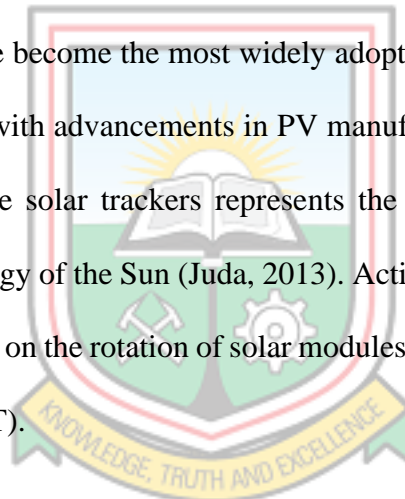 e become the most widely adopt
with advancements in PV manuf
e solar trackers represents the
gy of the Sun (Juda, 2013). Acti
on the rotation of solar modules
T).
KNOWLEDGE, TRUTH AND EXCELLENCE